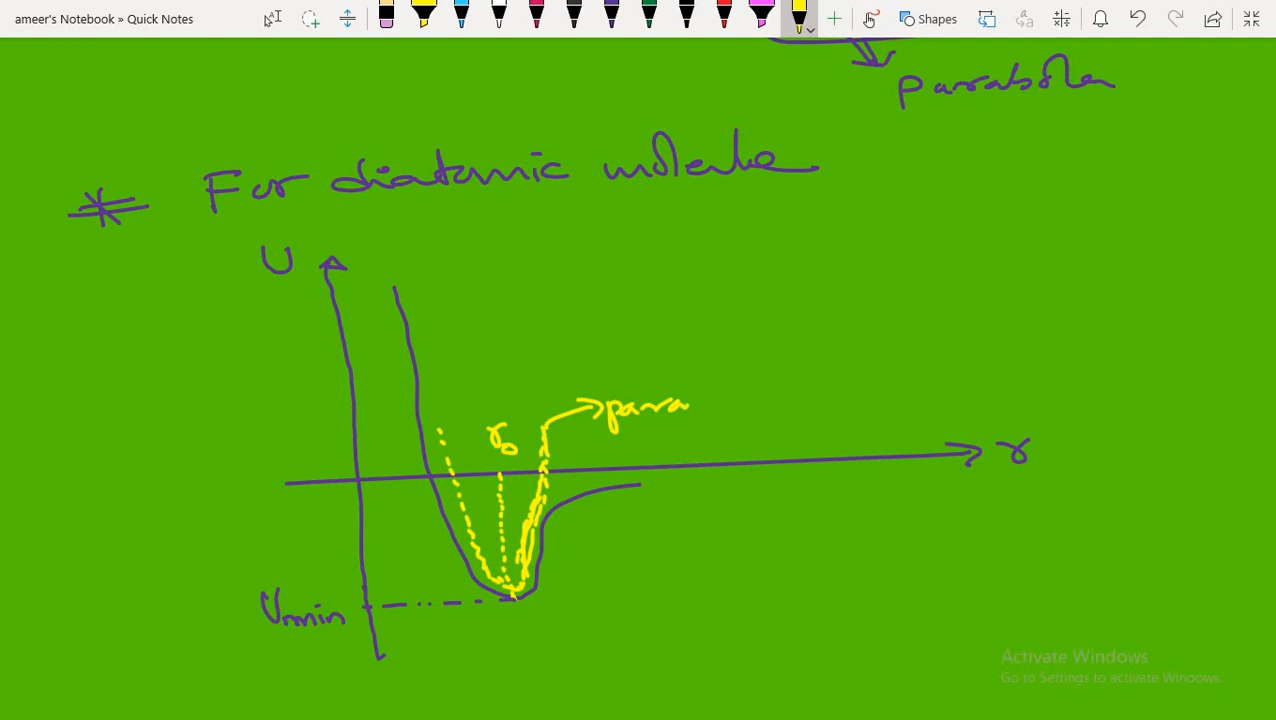 ameer's Notebook » Quick Notes
Shapes
parabola
For diatomic molecule
U
r₀
para
r
Umin
Activate Windows
Go to Settings to activate Windows.